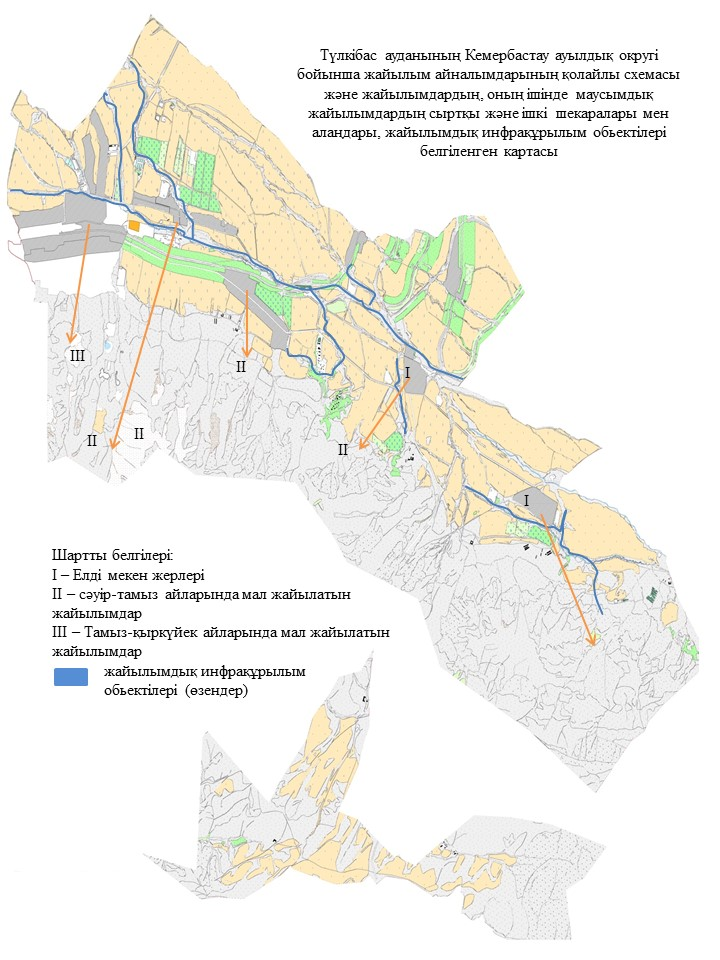 Түлкібас ауданының Кемербастау ауылдық округі
бойынша жайылым айналымдарының қолайлы схемасы
және жайылымдардың, оның ішінде маусымдық
жайылымдардың сыртқы және ішкі шекаралары мен
алаңдары, жайылымдық инфрақұрылым обьектілері
белгіленген картасы
III
II
I
II
II
II
I
Шартты белгілері:
I – Елді мекен жерлері
II – сәуір-тамыз айларында мал жайылатын
жайылымдар
III – Тамыз-қыркүйек айларында мал жайылатын
жайылымдар
жайылымдық инфрақұрылым
обьектілері (өзендер)